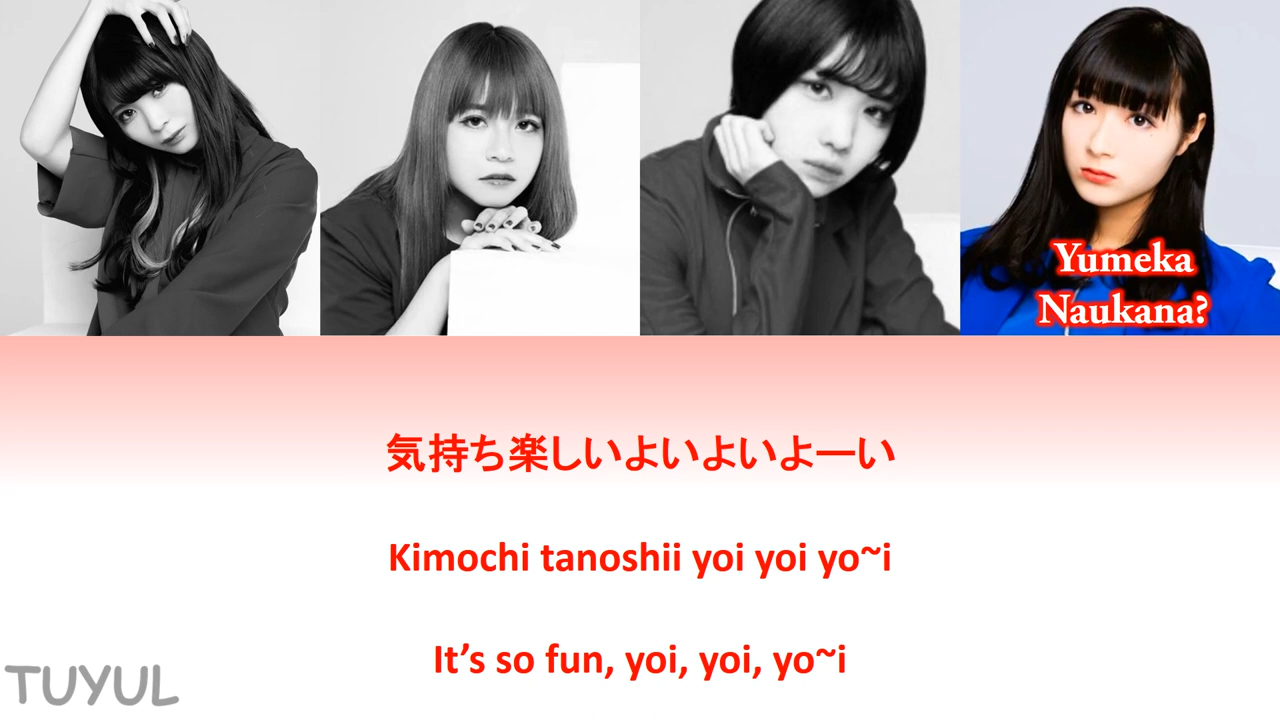 Yumeka
Naukana?
気持ち楽しいよいよいよーい
Kimochi tanoshii yoi yoi yo~i
It's so fun, yoi, yoi, yo~i
TUYUL